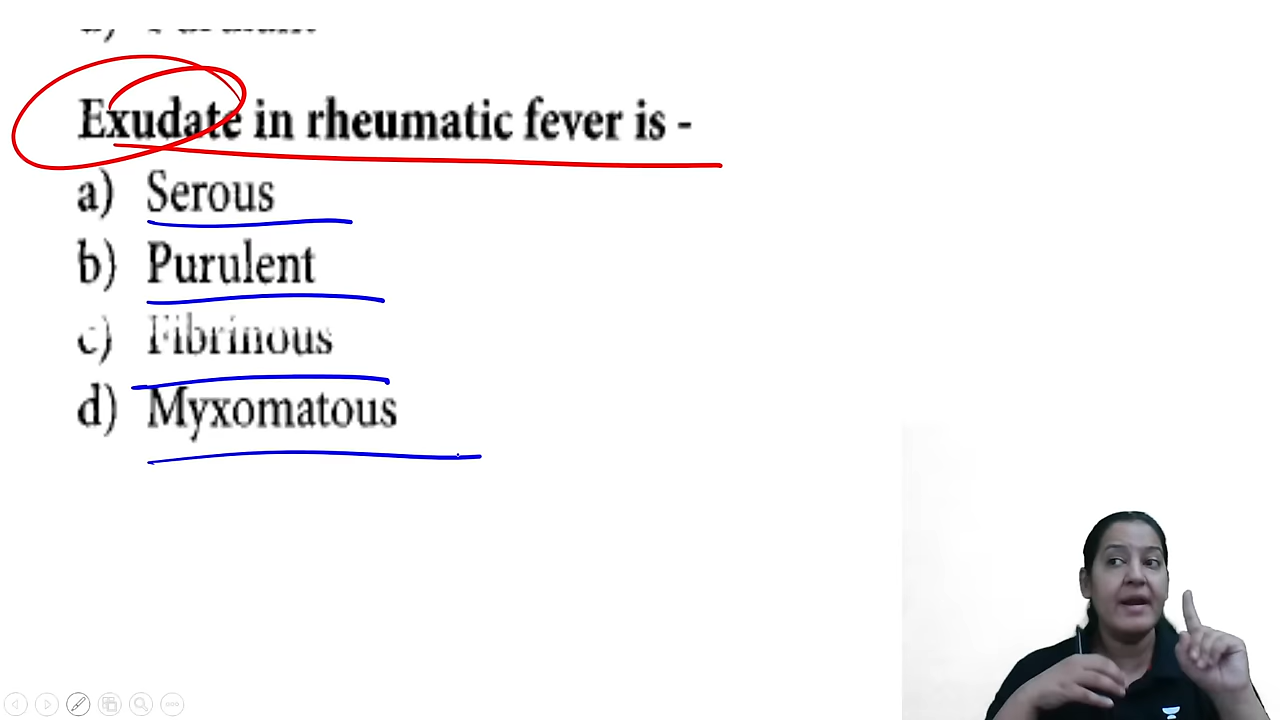 Exudate in rheumatic fever is -
a) Serous
b) Purulent
c) Fibrinous
d) Myxomatous